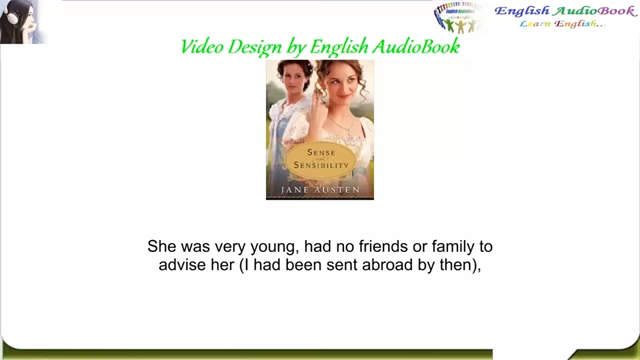 English AudioBook
Learn English...
Video Design by English AudioBook
SENSE
AND
SENSIBILITY
JANE AUSTEN
She was very young, had no friends or family to
advise her (I had been sent abroad by then),